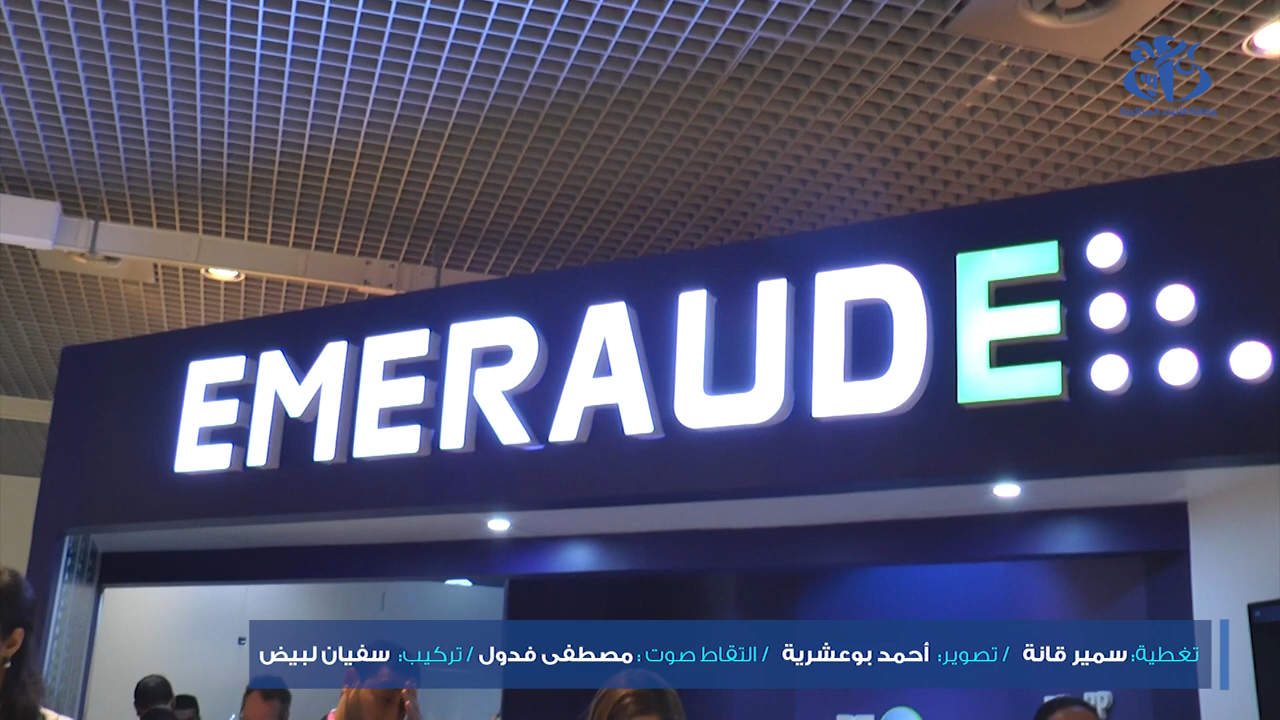 EMERAUDE
تغطية: سمير قانة / تصوير: أحمد بوعشرية / التقاط صوت : مصطفى فدول / تركيب: سفيان لبيض